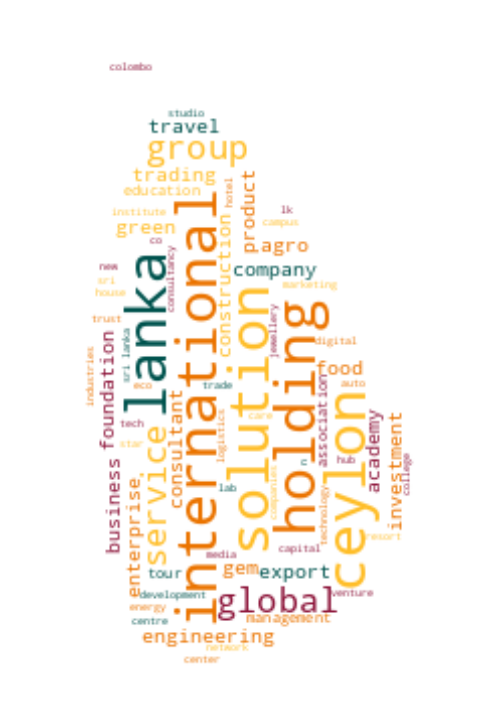 colombo
studio
travel
group
trading
education
hotel
product
institute
green
lk
campus
international
construction
co
agro
consultancy
lanka
new
company
sri
house
marketing
solution
holding
jewellery
trust
sri lanka
digital
foundation
industries
food
association
eco
trade
auto
ceylon
consultant
logistics
care
academy
investment
tech
service
star
business
hub
c
college
companies
enterprise
lab
technology
resort
media
capital
tour
gem
export
development
venture
energy
global
centre
management
engineering
network
center